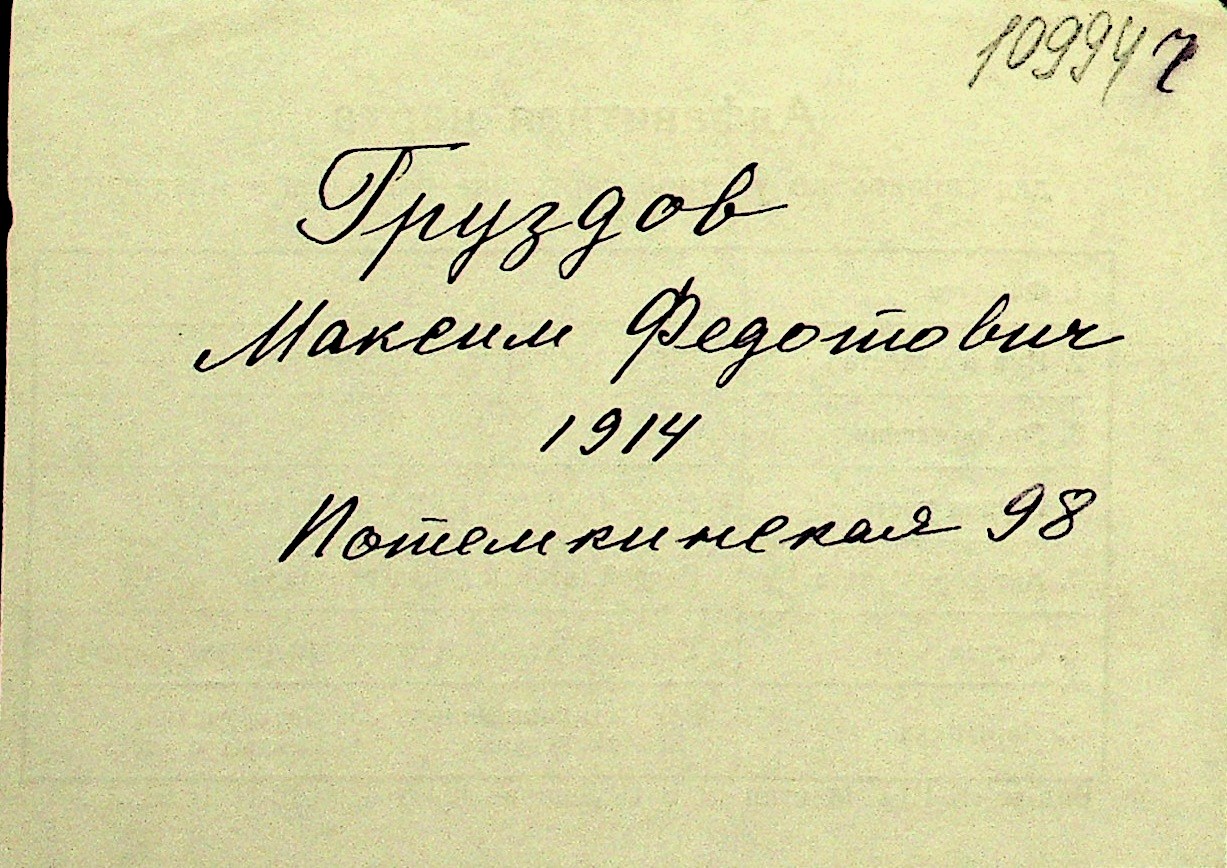 109947
Груздов
Максим Федотович
1914
Потемкинская 98